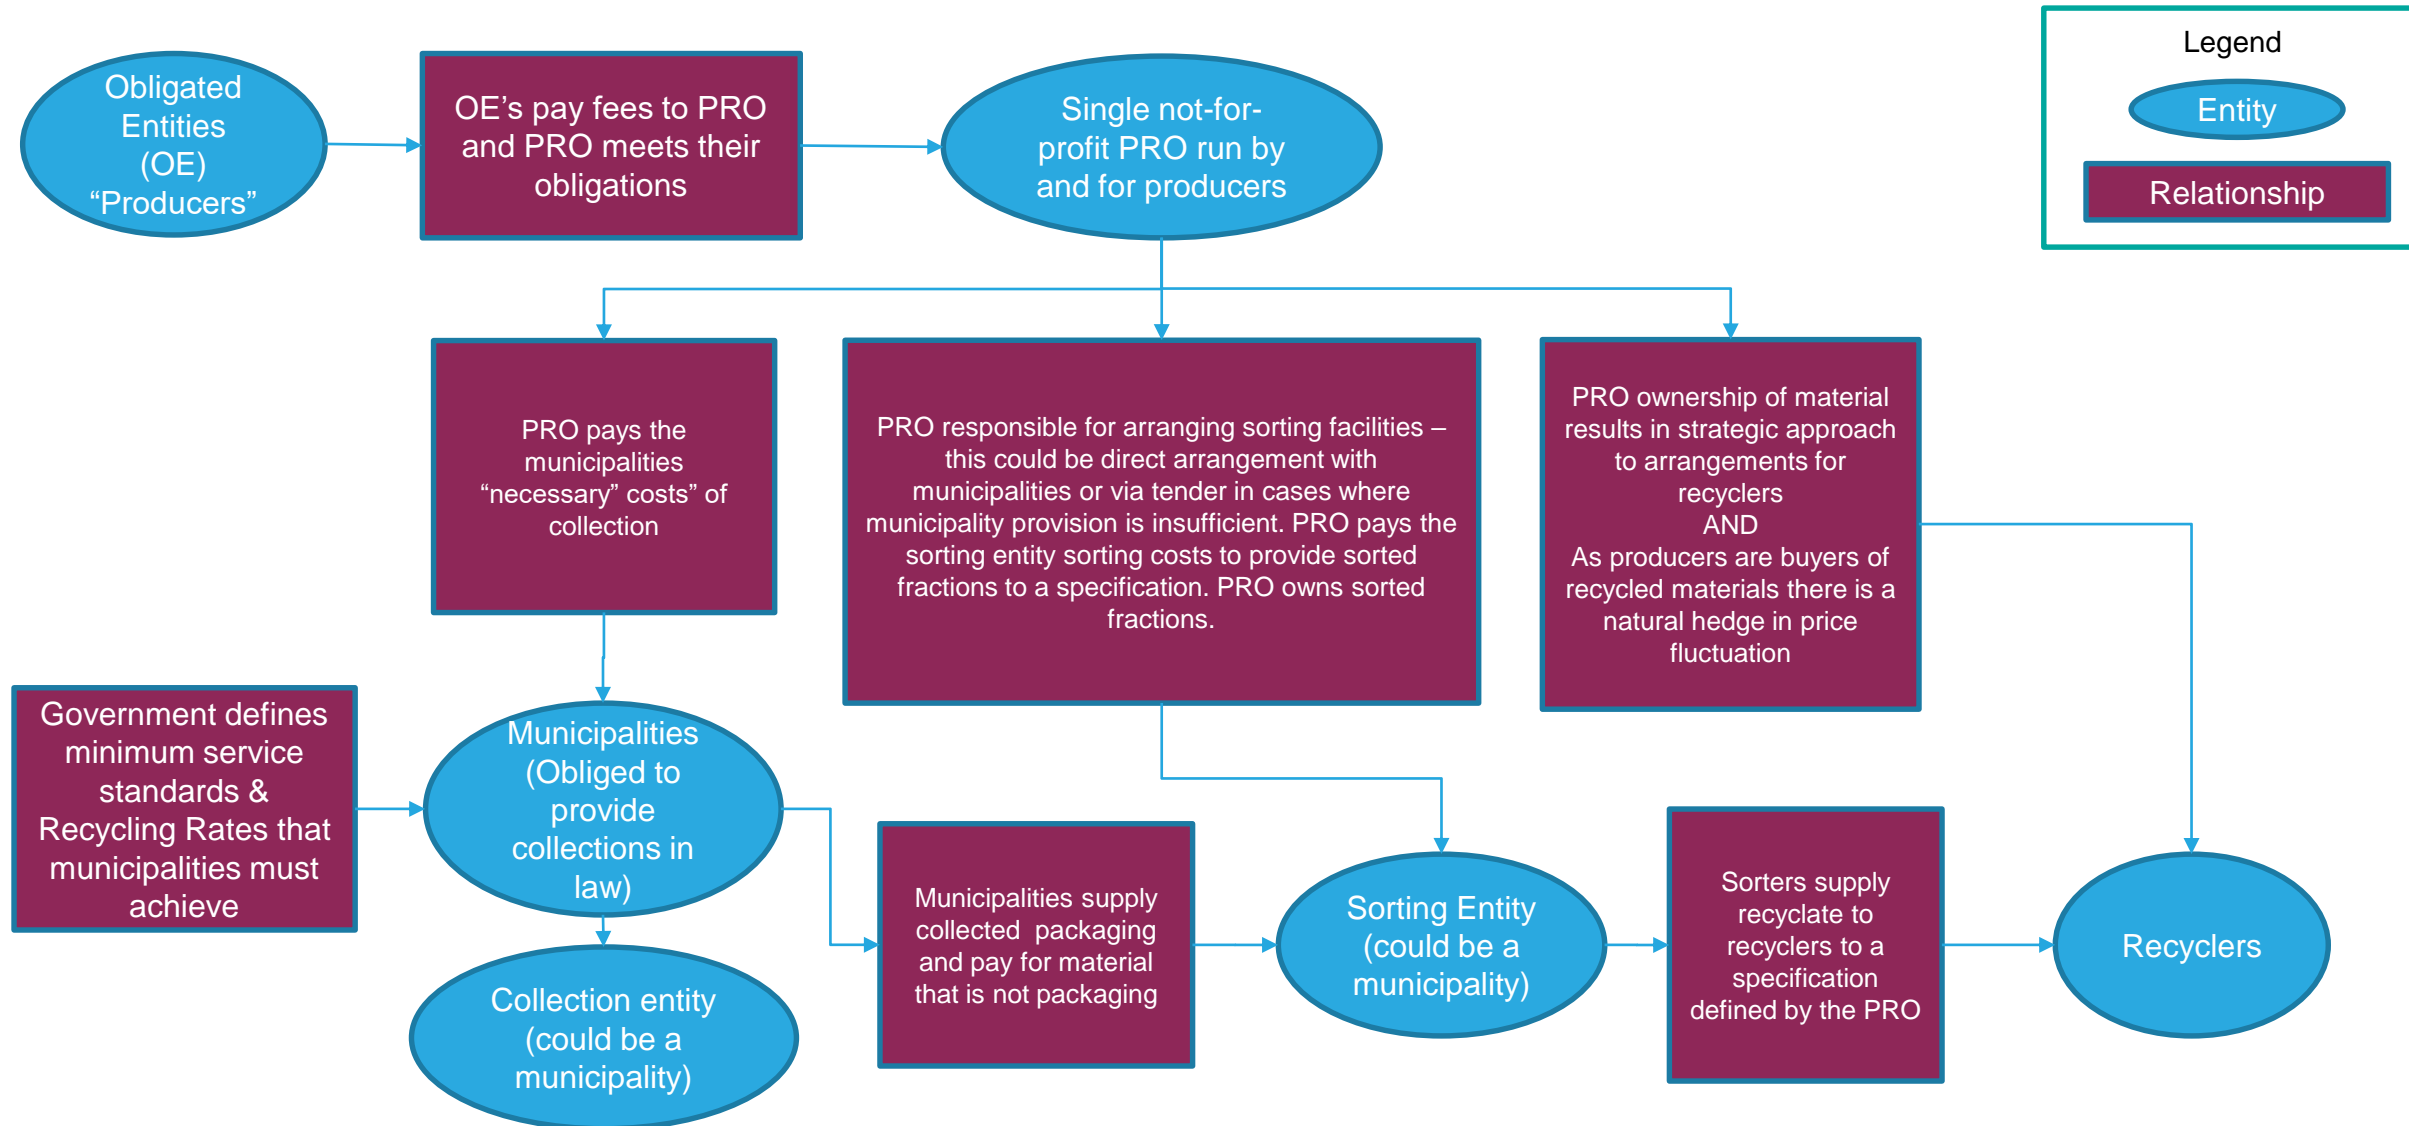 Legend
Entity
Relationship
Obligated
Entities
(OE)
“Producers”
OE’s pay fees to PRO
and PRO meets their
obligations
Single not-for-
profit PRO run by
and for producers
PRO pays the
municipalities
“necessary” costs” of
collection
PRO responsible for arranging sorting facilities –
this could be direct arrangement with
municipalities or via tender in cases where
municipality provision is insufficient. PRO pays the
sorting entity sorting costs to provide sorted
fractions to a specification. PRO owns sorted
fractions.
PRO ownership of material
results in strategic approach
to arrangements for
recyclers
AND
As producers are buyers of
recycled materials there is a
natural hedge in price
fluctuation
Government defines
minimum service
standards &
Recycling Rates that
municipalities must
achieve
Municipalities
(Obliged to
provide
collections in
law)
Collection entity
(could be a
municipality)
Municipalities supply
collected  packaging
and pay for material
that is not packaging
Sorting Entity
(could be a
municipality)
Sorters supply
recyclate to
recyclers to a
specification
defined by the PRO
Recyclers